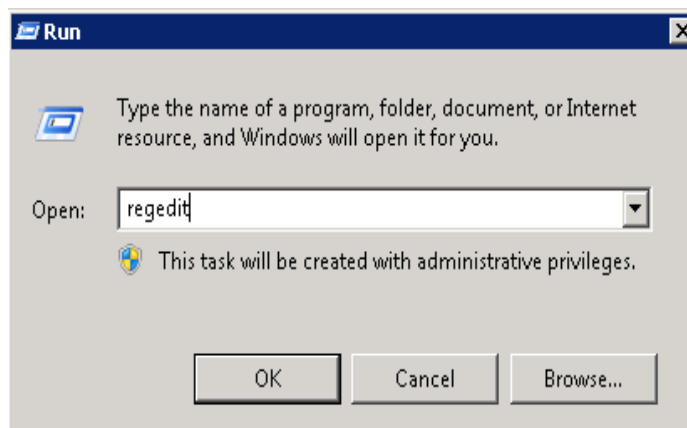 Run
Type the name of a program, folder, document, or Internet
resource, and Windows will open it for you.
Open: regedit
This task will be created with administrative privileges.
OK Cancel Browse...